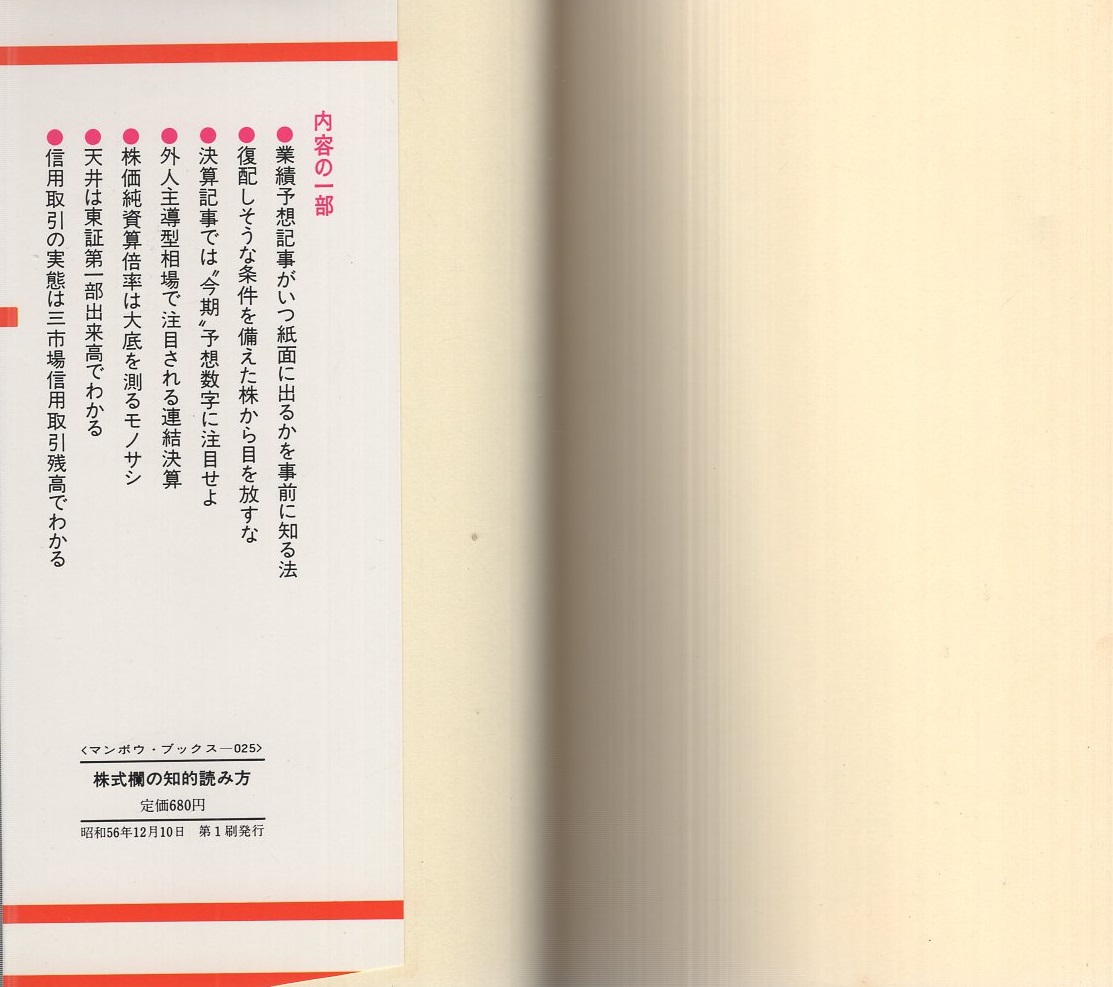 内容の一部
●業績予想記事がいつ紙面に出るかを事前に知る法
●復配しそうな条件を備えた株から目を放すな
●決算記事では〝今期〟予想数字に注目せよ
●外人主導型相場で注目される連結決算
●株価純資算倍率は大底を測るモノサシ
●天井は東証第一部出来高でわかる
●信用取引の実態は三市場信用取引残高でわかる
〈マンボウ・ブックス―025〉
株式欄の知的読み方
定価680円
昭和56年12月10日　第1刷発行